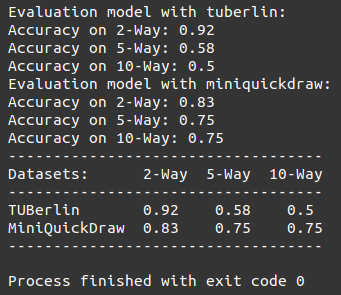 Evaluation model with tuberlin:
Accuracy on 2-Way: 0.92
Accuracy on 5-Way: 0.58
Accuracy on 10-Way: 0.5
Evaluation model with miniquickdraw:
Accuracy on 2-Way: 0.83
Accuracy on 5-Way: 0.75
Accuracy on 10-Way: 0.75
-----------------------------------
Datasets:      2-Way  5-Way  10-Way
-----------------------------------
TUBerlin       0.92    0.58    0.5
MiniQuickDraw  0.83    0.75    0.75
-----------------------------------
Process finished with exit code 0